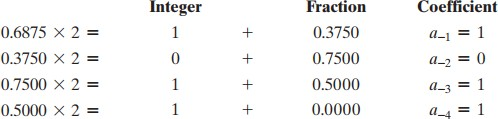 Integer Fraction Coefficient
0.6875 × 2 = 1 + 0.3750 a₋₁ = 1
0.3750 × 2 = 0 + 0.7500 a₋₂ = 0
0.7500 × 2 = 1 + 0.5000 a₋₃ = 1
0.5000 × 2 = 1 + 0.0000 a₋₄ = 1